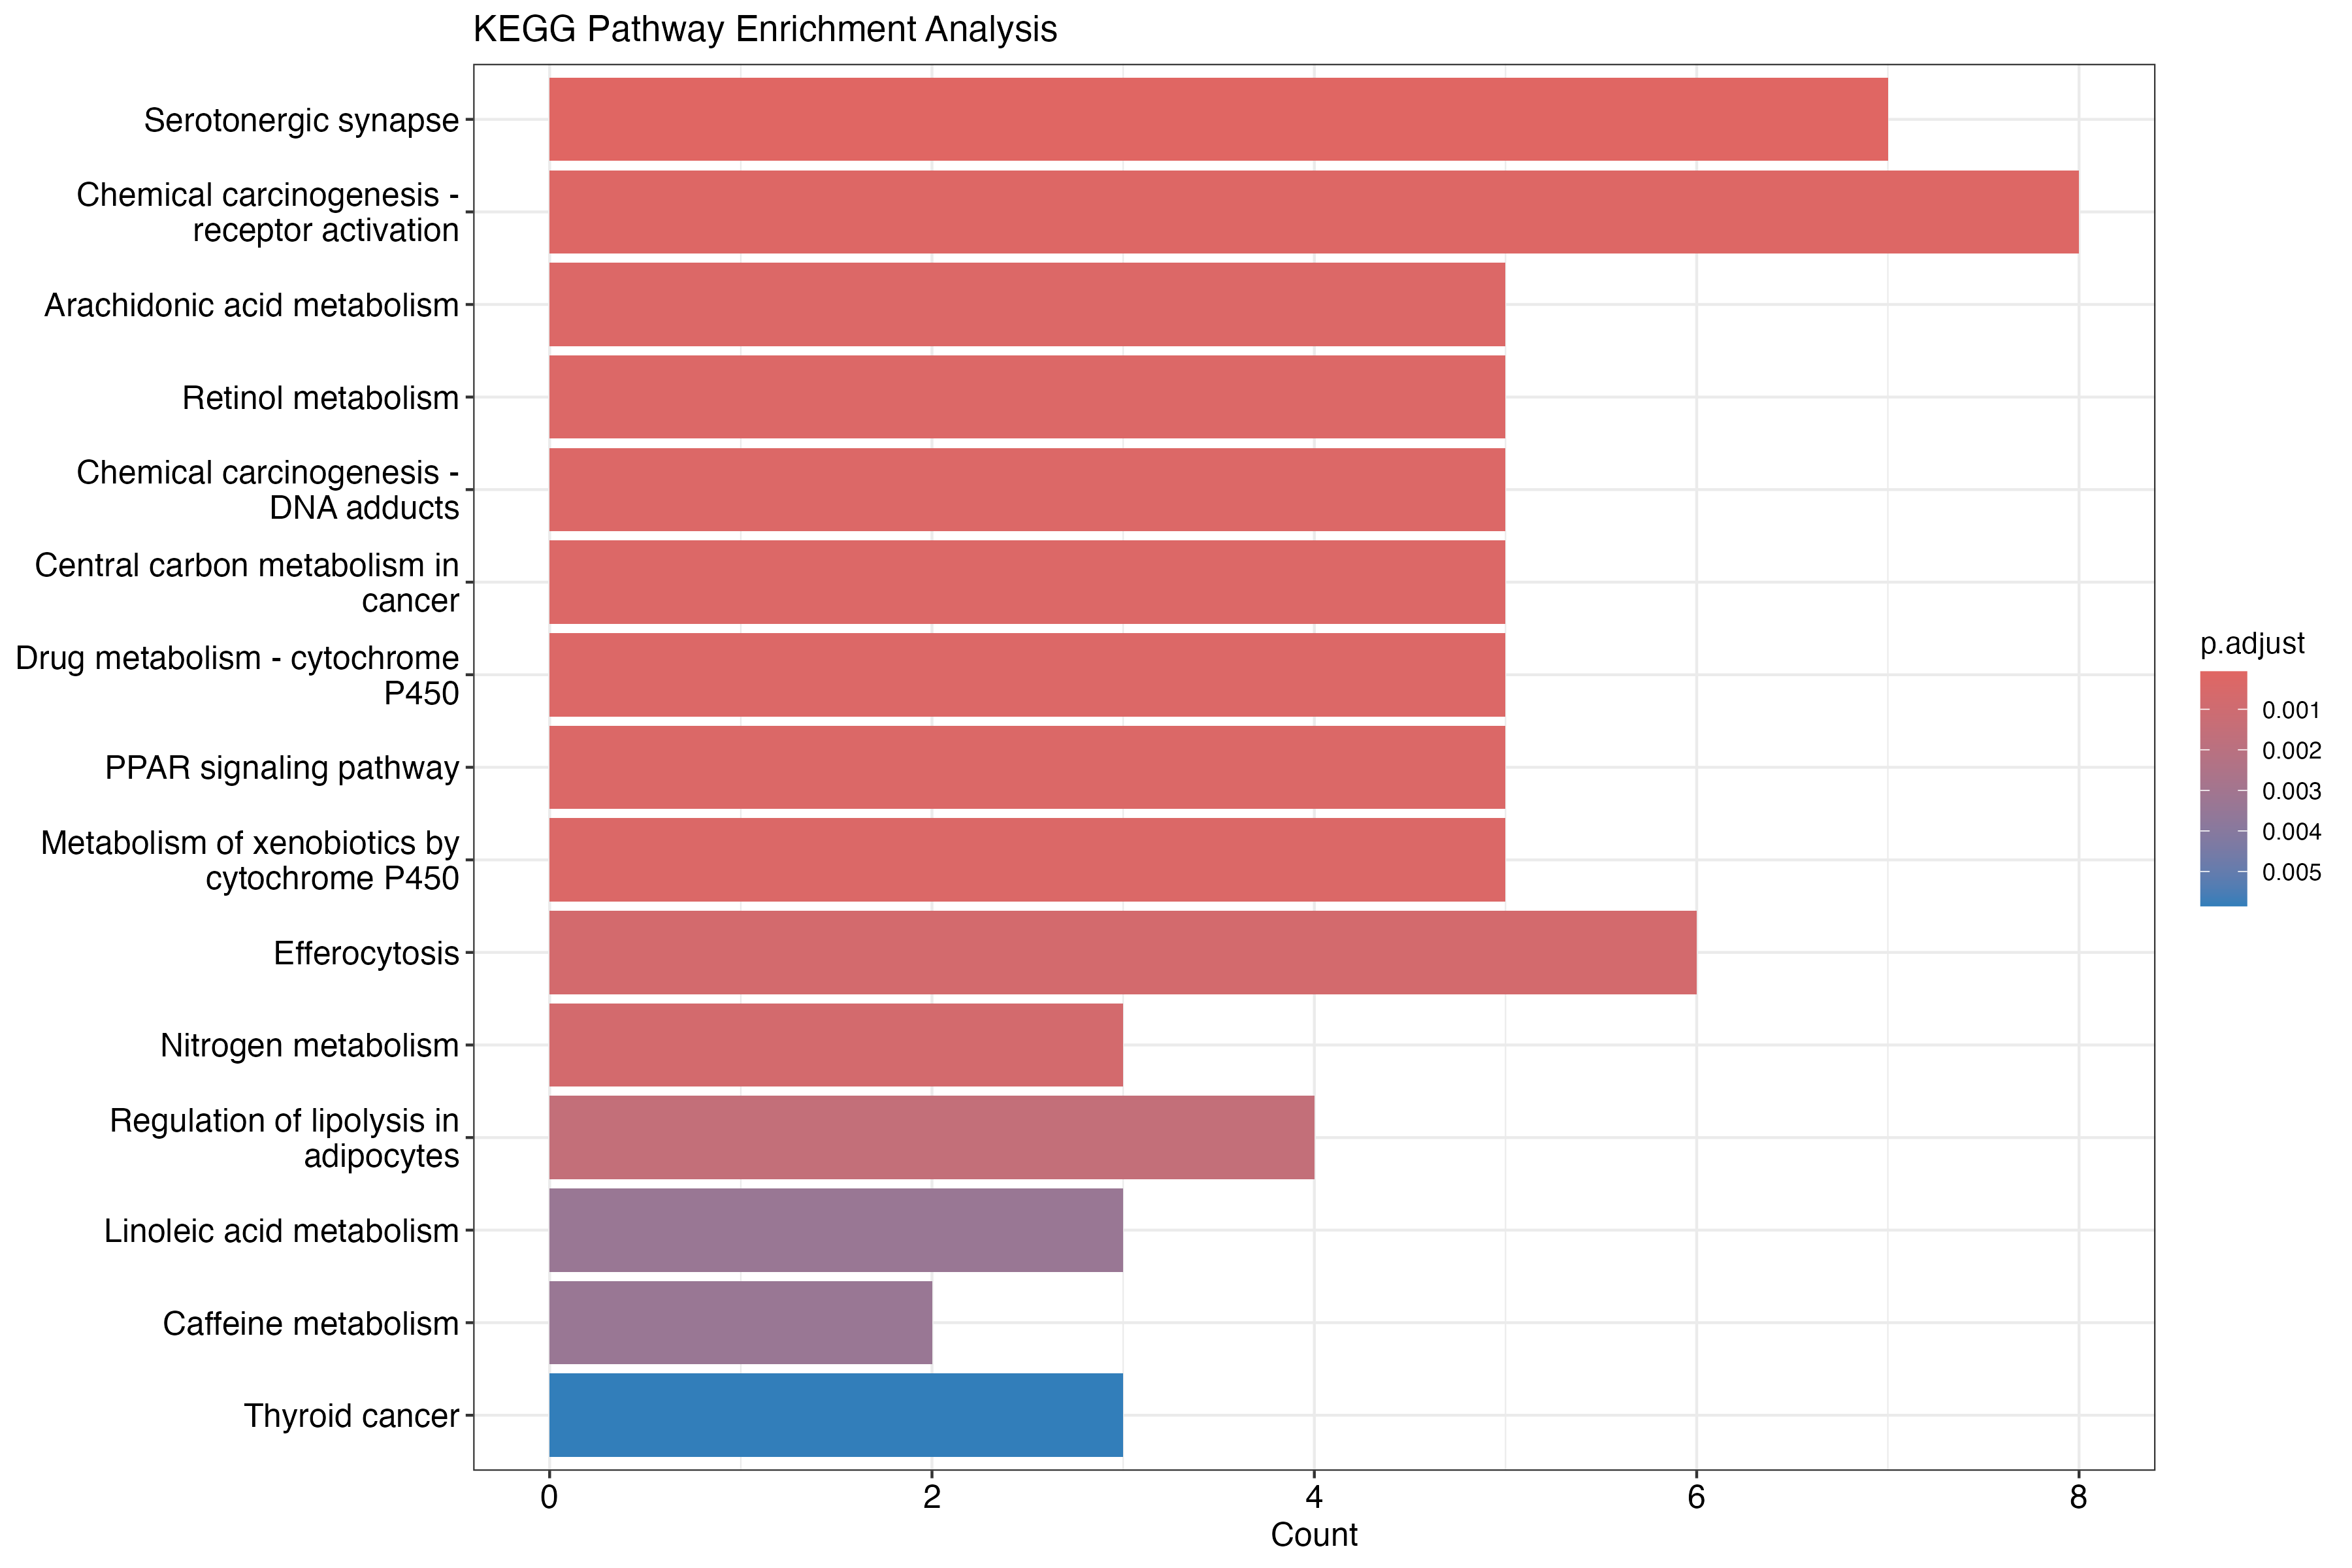 KEGG Pathway Enrichment Analysis
Serotonergic synapse
Chemical carcinogenesis -
receptor activation
Arachidonic acid metabolism
Retinol metabolism
Chemical carcinogenesis -
DNA adducts
Central carbon metabolism in
cancer
Drug metabolism - cytochrome
P450
PPAR signaling pathway
Metabolism of xenobiotics by
cytochrome P450
Efferocytosis
Nitrogen metabolism
Regulation of lipolysis in
adipocytes
Linoleic acid metabolism
Caffeine metabolism
Thyroid cancer
0 2 4 6 8
Count
p.adjust
0.001
0.002
0.003
0.004
0.005